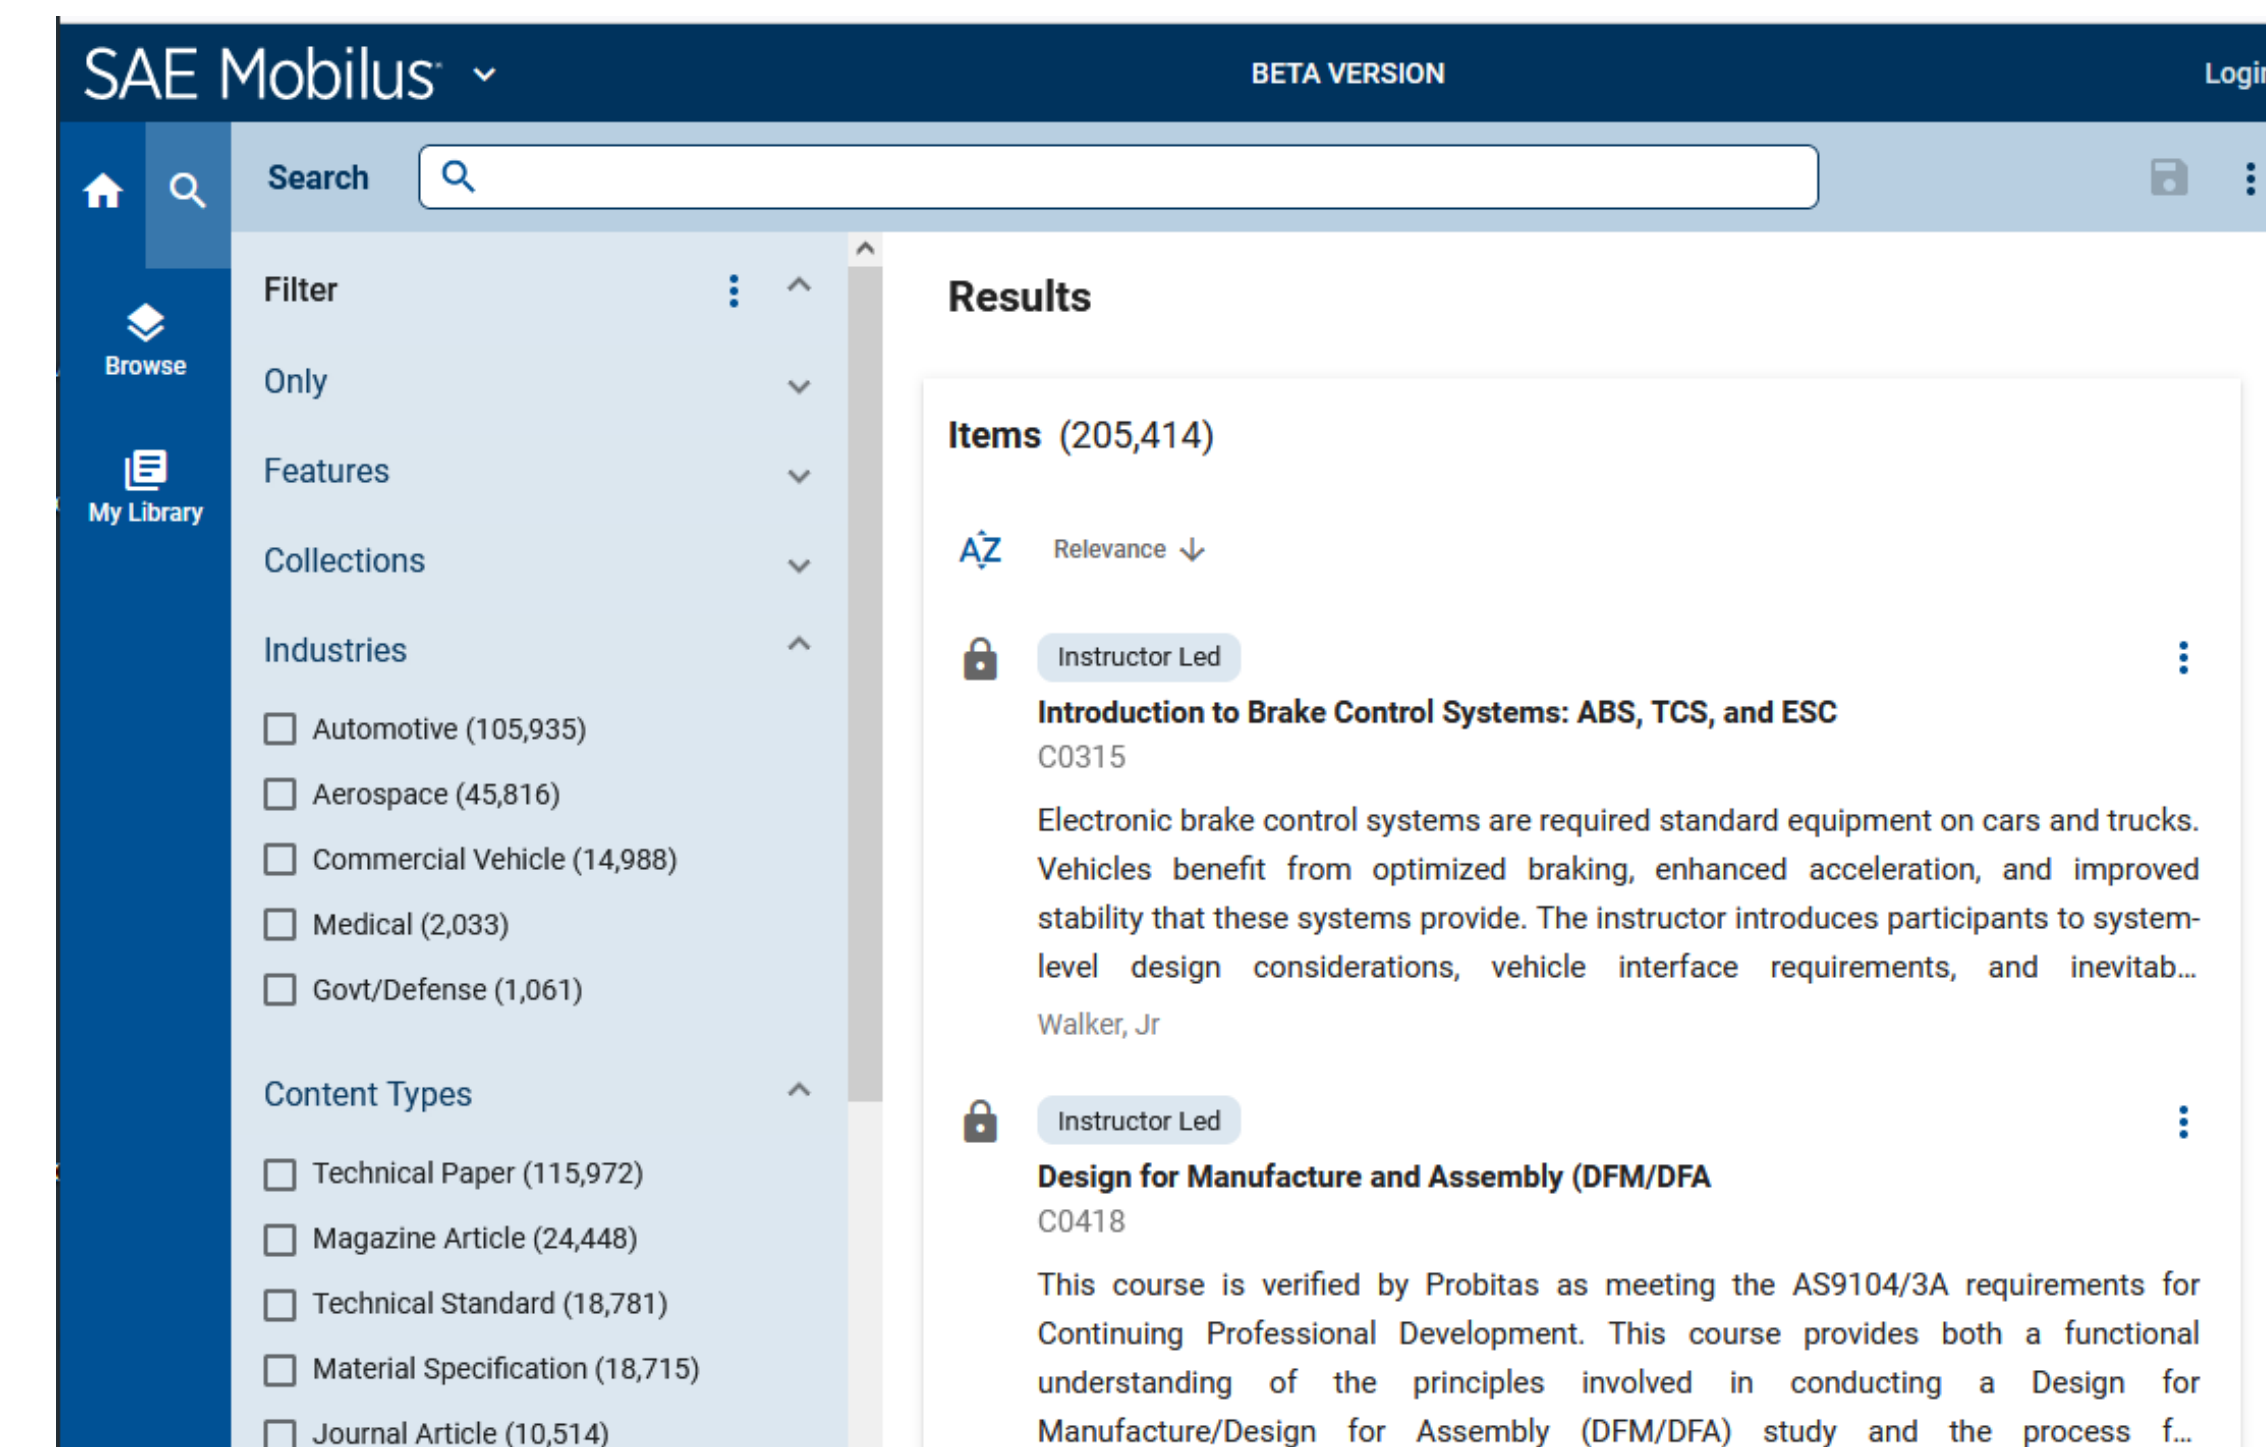 SAE Mobilus
BETA VERSION
Login
Search
Browse
My Library
Filter
Only
Features
Collections
Industries
Automotive (105,935)
Aerospace (45,816)
Commercial Vehicle (14,988)
Medical (2,033)
Govt/Defense (1,061)
Content Types
Technical Paper (115,972)
Magazine Article (24,448)
Technical Standard (18,781)
Material Specification (18,715)
Journal Article (10,514)
Results
Items (205,414)
AZ Relevance
Instructor Led
Introduction to Brake Control Systems: ABS, TCS, and ESC
C0315
Electronic brake control systems are required standard equipment on cars and trucks.
Vehicles benefit from optimized braking, enhanced acceleration, and improved
stability that these systems provide. The instructor introduces participants to system-
level design considerations, vehicle interface requirements, and inevitab...
Walker, Jr
Instructor Led
Design for Manufacture and Assembly (DFM/DFA
C0418
This course is verified by Probitas as meeting the AS9104/3A requirements for
Continuing Professional Development. This course provides both a functional
understanding of the principles involved in conducting a Design for
Manufacture/Design for Assembly (DFM/DFA) study and the process f...